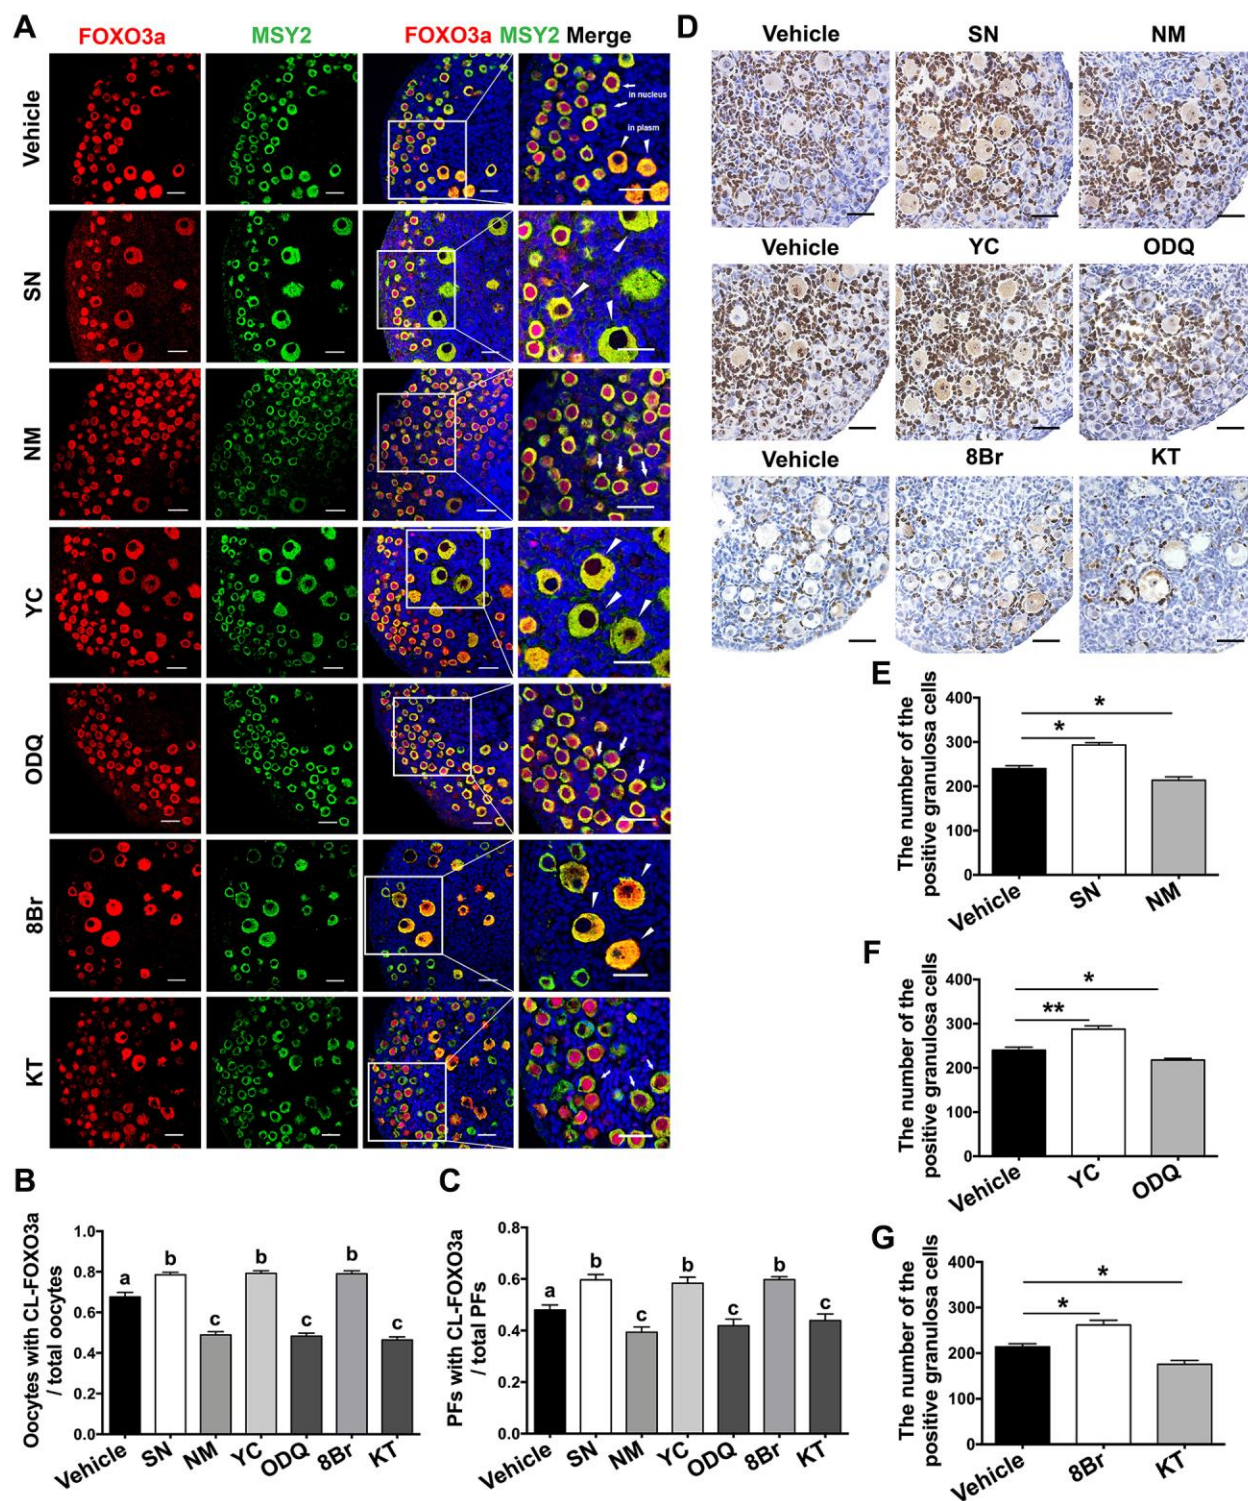 A
FOXO3a MSY2 FOXO3a MSY2 Merge
Vehicle
in nucleus
in plasm
SN
NM
YC
ODQ
8Br
KT
D
Vehicle SN NM
Vehicle YC ODQ
Vehicle 8Br KT
E
The number of the
positive granulosa cells
400
300
200
100
0
*
*
Vehicle SN NM
F
The number of the
positive granulosa cells
400
300
200
100
0
*
**
Vehicle YC ODQ
G
The number of the
positive granulosa cells
400
300
200
100
0
*
*
Vehicle 8Br KT
B
Oocytes with CL-FOXO3a
/ total oocytes
1.0
0.8
0.6
0.4
0.2
0.0
a b c b c b c
Vehicle SN NM YC ODQ 8Br KT
C
PFs with CL-FOXO3a
/ total PFs
0.8
0.6
0.4
0.2
0.0
a b c b c b c
Vehicle SN NM YC ODQ 8Br KT